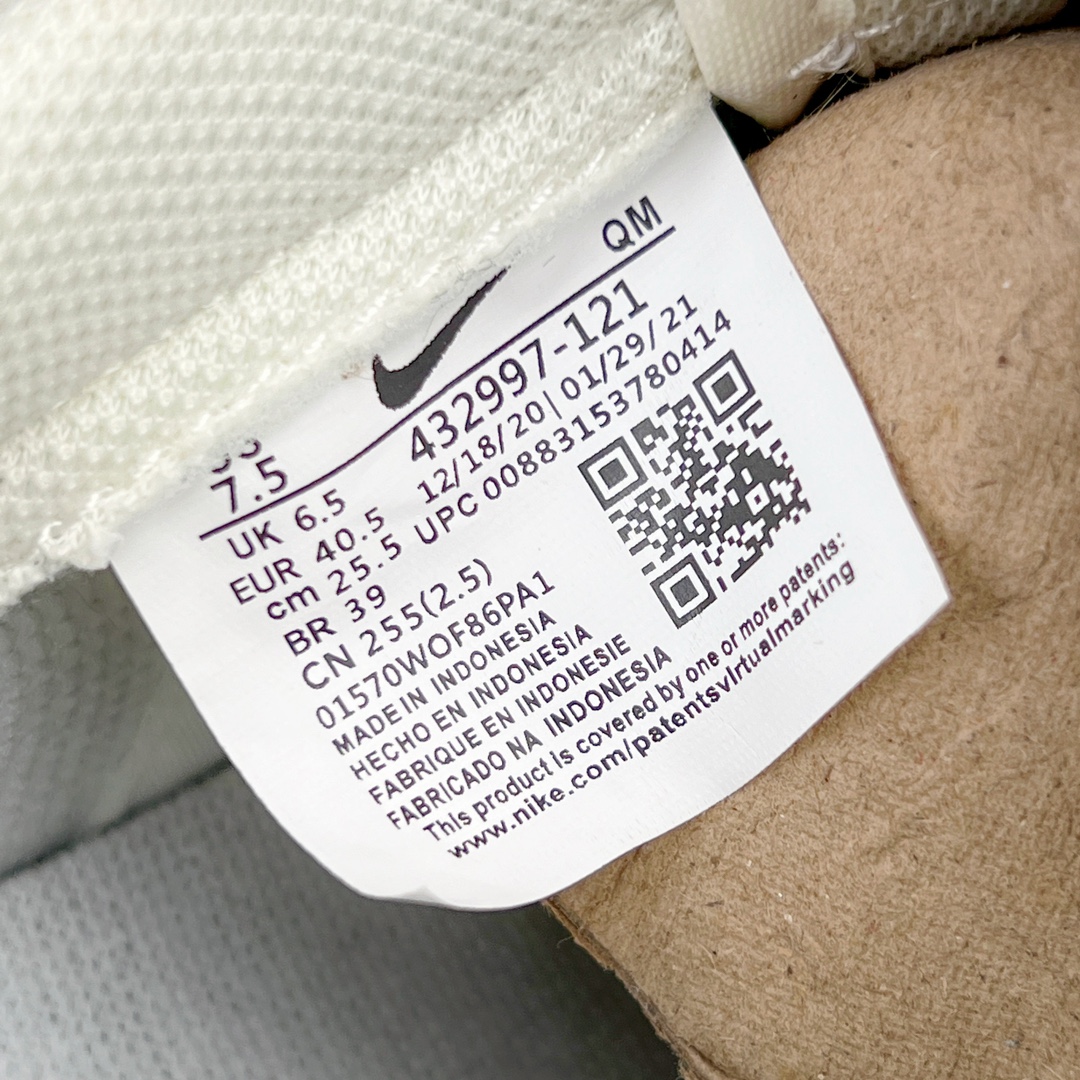 QM
7.5
432997-121
UK 6.5
12/18/20|01/29/21
EUR 40.5
UPC 00883153780414
cm 25.5
BR 39
CN 255(2.5)
01570WOF86PA1
MADE IN INDONESIA
HECHO EN INDONESIA
FABRIQUE EN INDONESIE
FABRICADO NA INDONESIA
This product is covered by one or more patents:
www.nike.com/patentsvirtualmarking